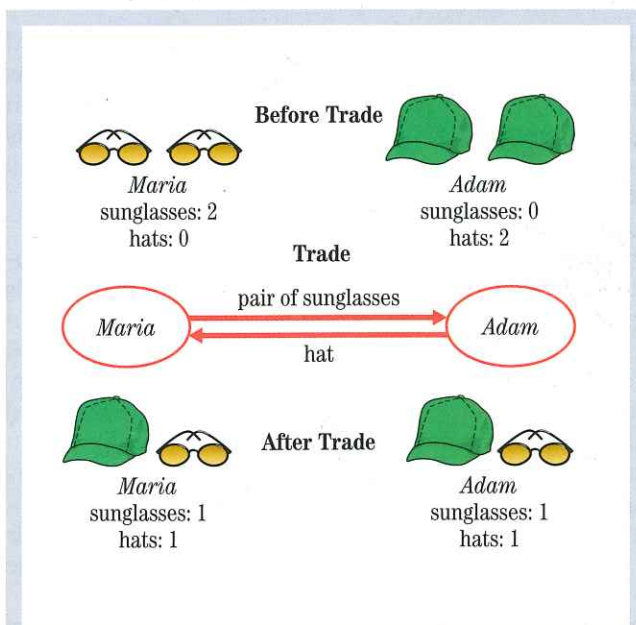 Before Trade
Maria
sunglasses: 2
hats: 0
Adam
sunglasses: 0
hats: 2
Trade
Maria
pair of sunglasses
hat
Adam
After Trade
Maria
sunglasses: 1
hats: 1
Adam
sunglasses: 1
hats: 1